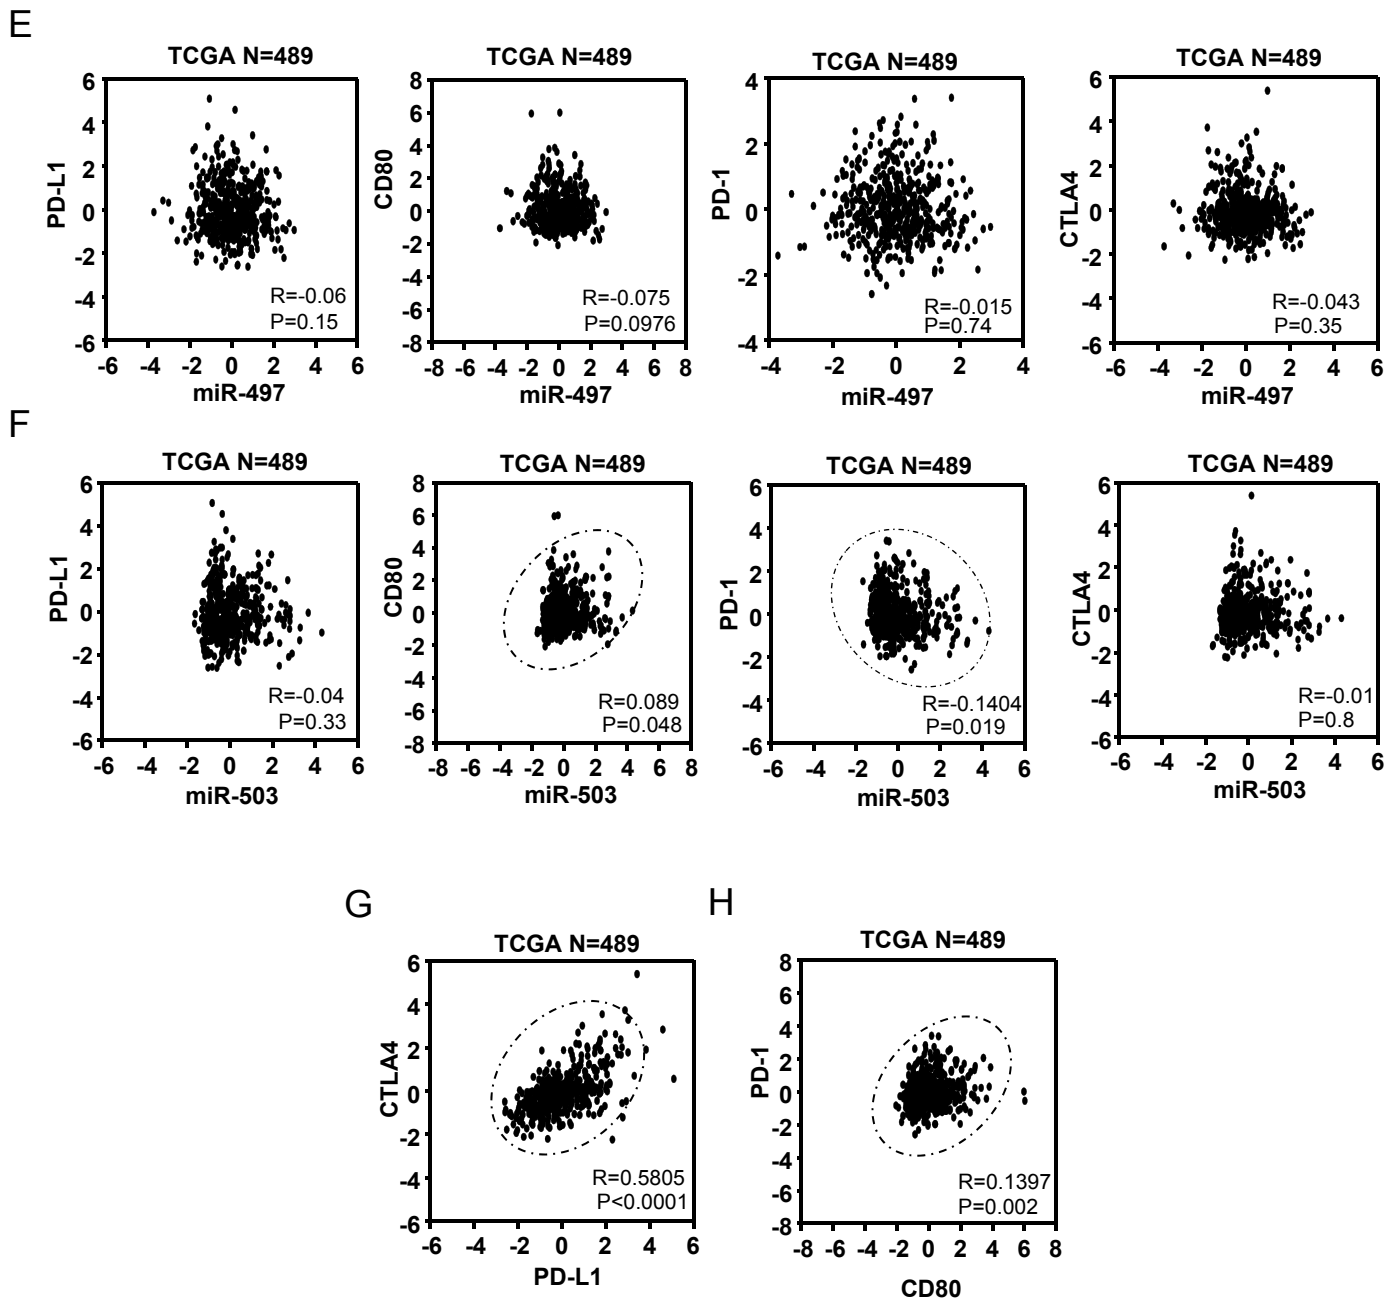 E
TCGA N=489
6
4
2
0
-2
-4
-6
-6 -4 -2 0 2 4 6
PD-L1
miR-497
R=-0.06
P=0.15
TCGA N=489
8
6
4
2
0
-2
-4
-6
-8
-8 -6 -4 -2 0 2 4 6 8
CD80
miR-497
R=-0.075
P=0.0976
TCGA N=489
4
2
0
-2
-4
-4 -2 0 2 4
PD-1
miR-497
R=-0.015
P=0.74
TCGA N=489
6
4
2
0
-2
-4
-6
-6 -4 -2 0 2 4 6
CTLA4
miR-497
R=-0.043
P=0.35
F
TCGA N=489
6
4
2
0
-2
-4
-6
-6 -4 -2 0 2 4 6
PD-L1
miR-503
R=-0.04
P=0.33
TCGA N=489
8
6
4
2
0
-2
-4
-6
-8
-8 -6 -4 -2 0 2 4 6 8
CD80
miR-503
R=0.089
P=0.048
TCGA N=489
6
4
2
0
-2
-4
-6
-6 -4 -2 0 2 4 6
PD-1
miR-503
R=-0.1404
P=0.019
TCGA N=489
6
4
2
0
-2
-4
-6
-6 -4 -2 0 2 4 6
CTLA4
miR-503
R=-0.01
P=0.8
G
TCGA N=489
6
4
2
0
-2
-4
-6
-6 -4 -2 0 2 4 6
CTLA4
PD-L1
R=0.5805
P<0.0001
H
TCGA N=489
8
6
4
2
0
-2
-4
-6
-8
-8 -6 -4 -2 0 2 4 6 8
PD-1
CD80
R=0.1397
P=0.002